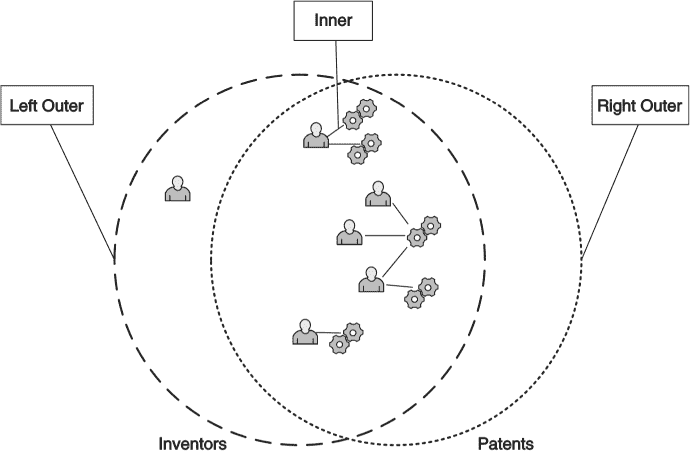 Inner
Left Outer
Right Outer
Inventors
Patents